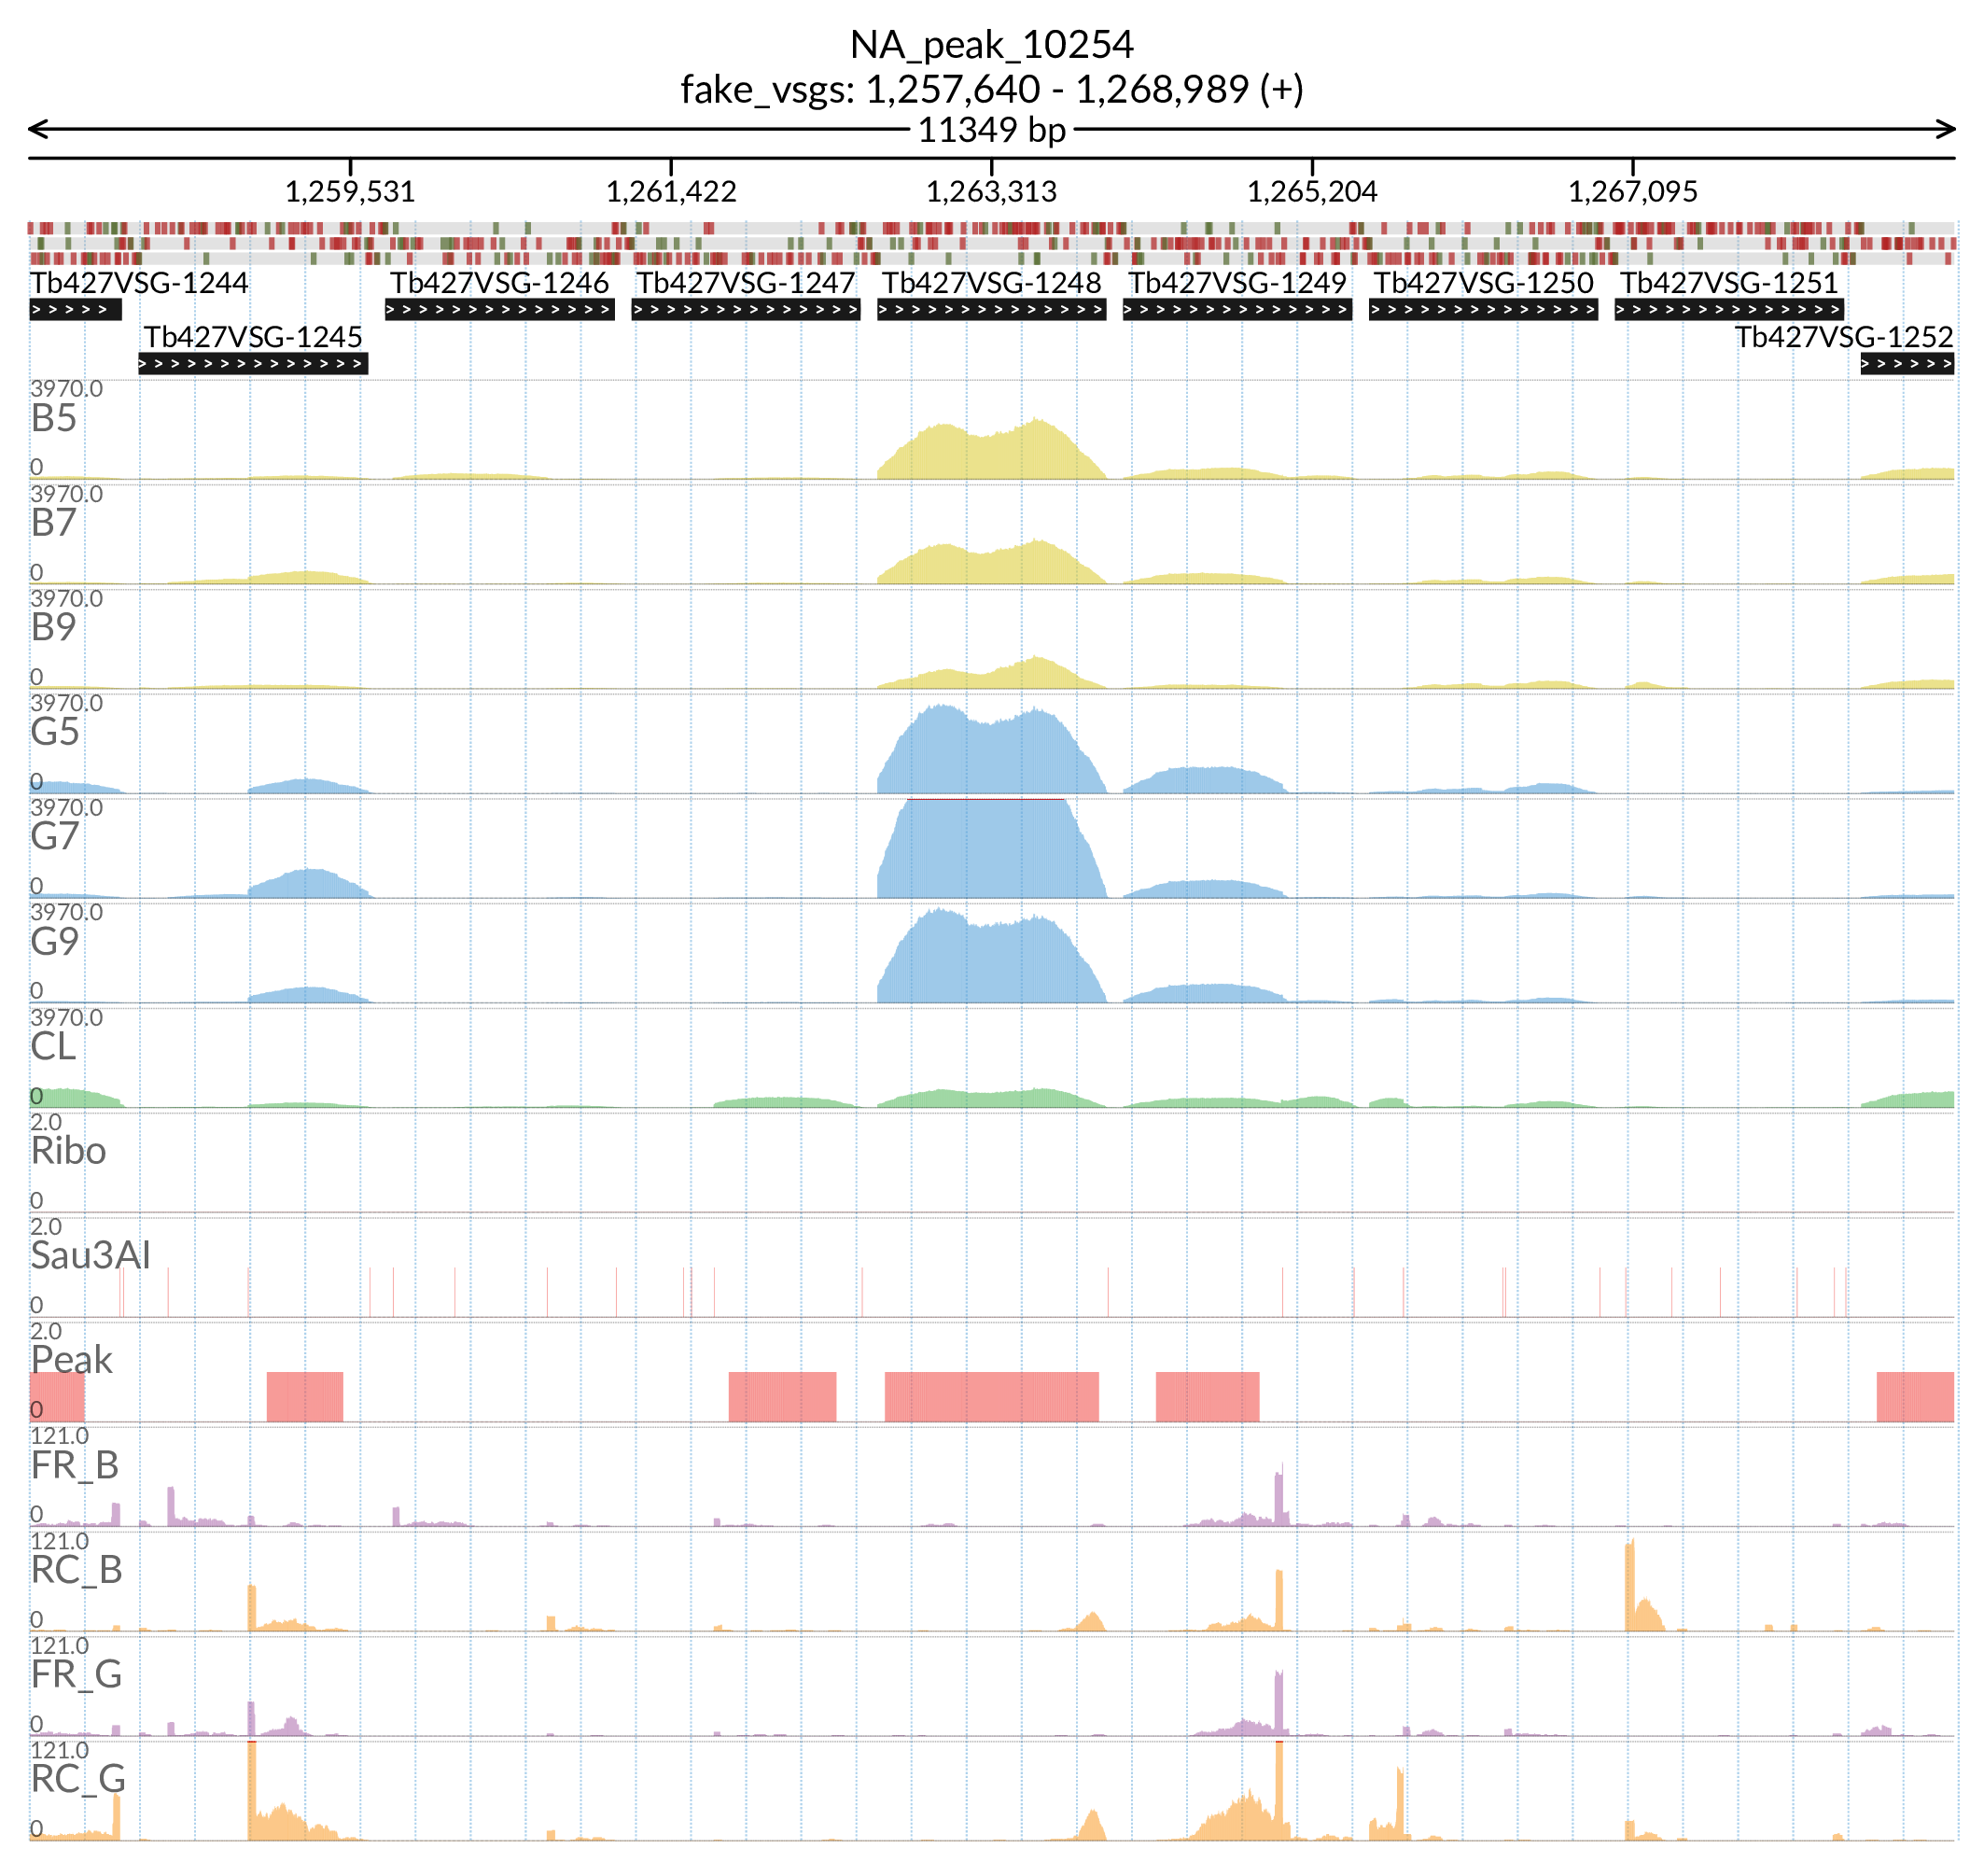 NA_peak_10254
fake_vsgs: 1,257,640 - 1,268,989 (+)
11349 bp
1,259,531 1,261,422 1,263,313 1,265,204 1,267,095
Tb427VSG-1244 Tb427VSG-1246 Tb427VSG-1247 Tb427VSG-1248 Tb427VSG-1249 Tb427VSG-1250 Tb427VSG-1251
Tb427VSG-1245 Tb427VSG-1252
3970.0
B5
0
3970.0
B7
0
3970.0
B9
0
3970.0
G5
0
3970.0
G7
0
3970.0
G9
0
3970.0
CL
0
2.0
Ribo
0
2.0
Sau3AI
0
2.0
Peak
0
121.0
FR_B
0
121.0
RC_B
0
121.0
FR_G
0
121.0
RC_G
0